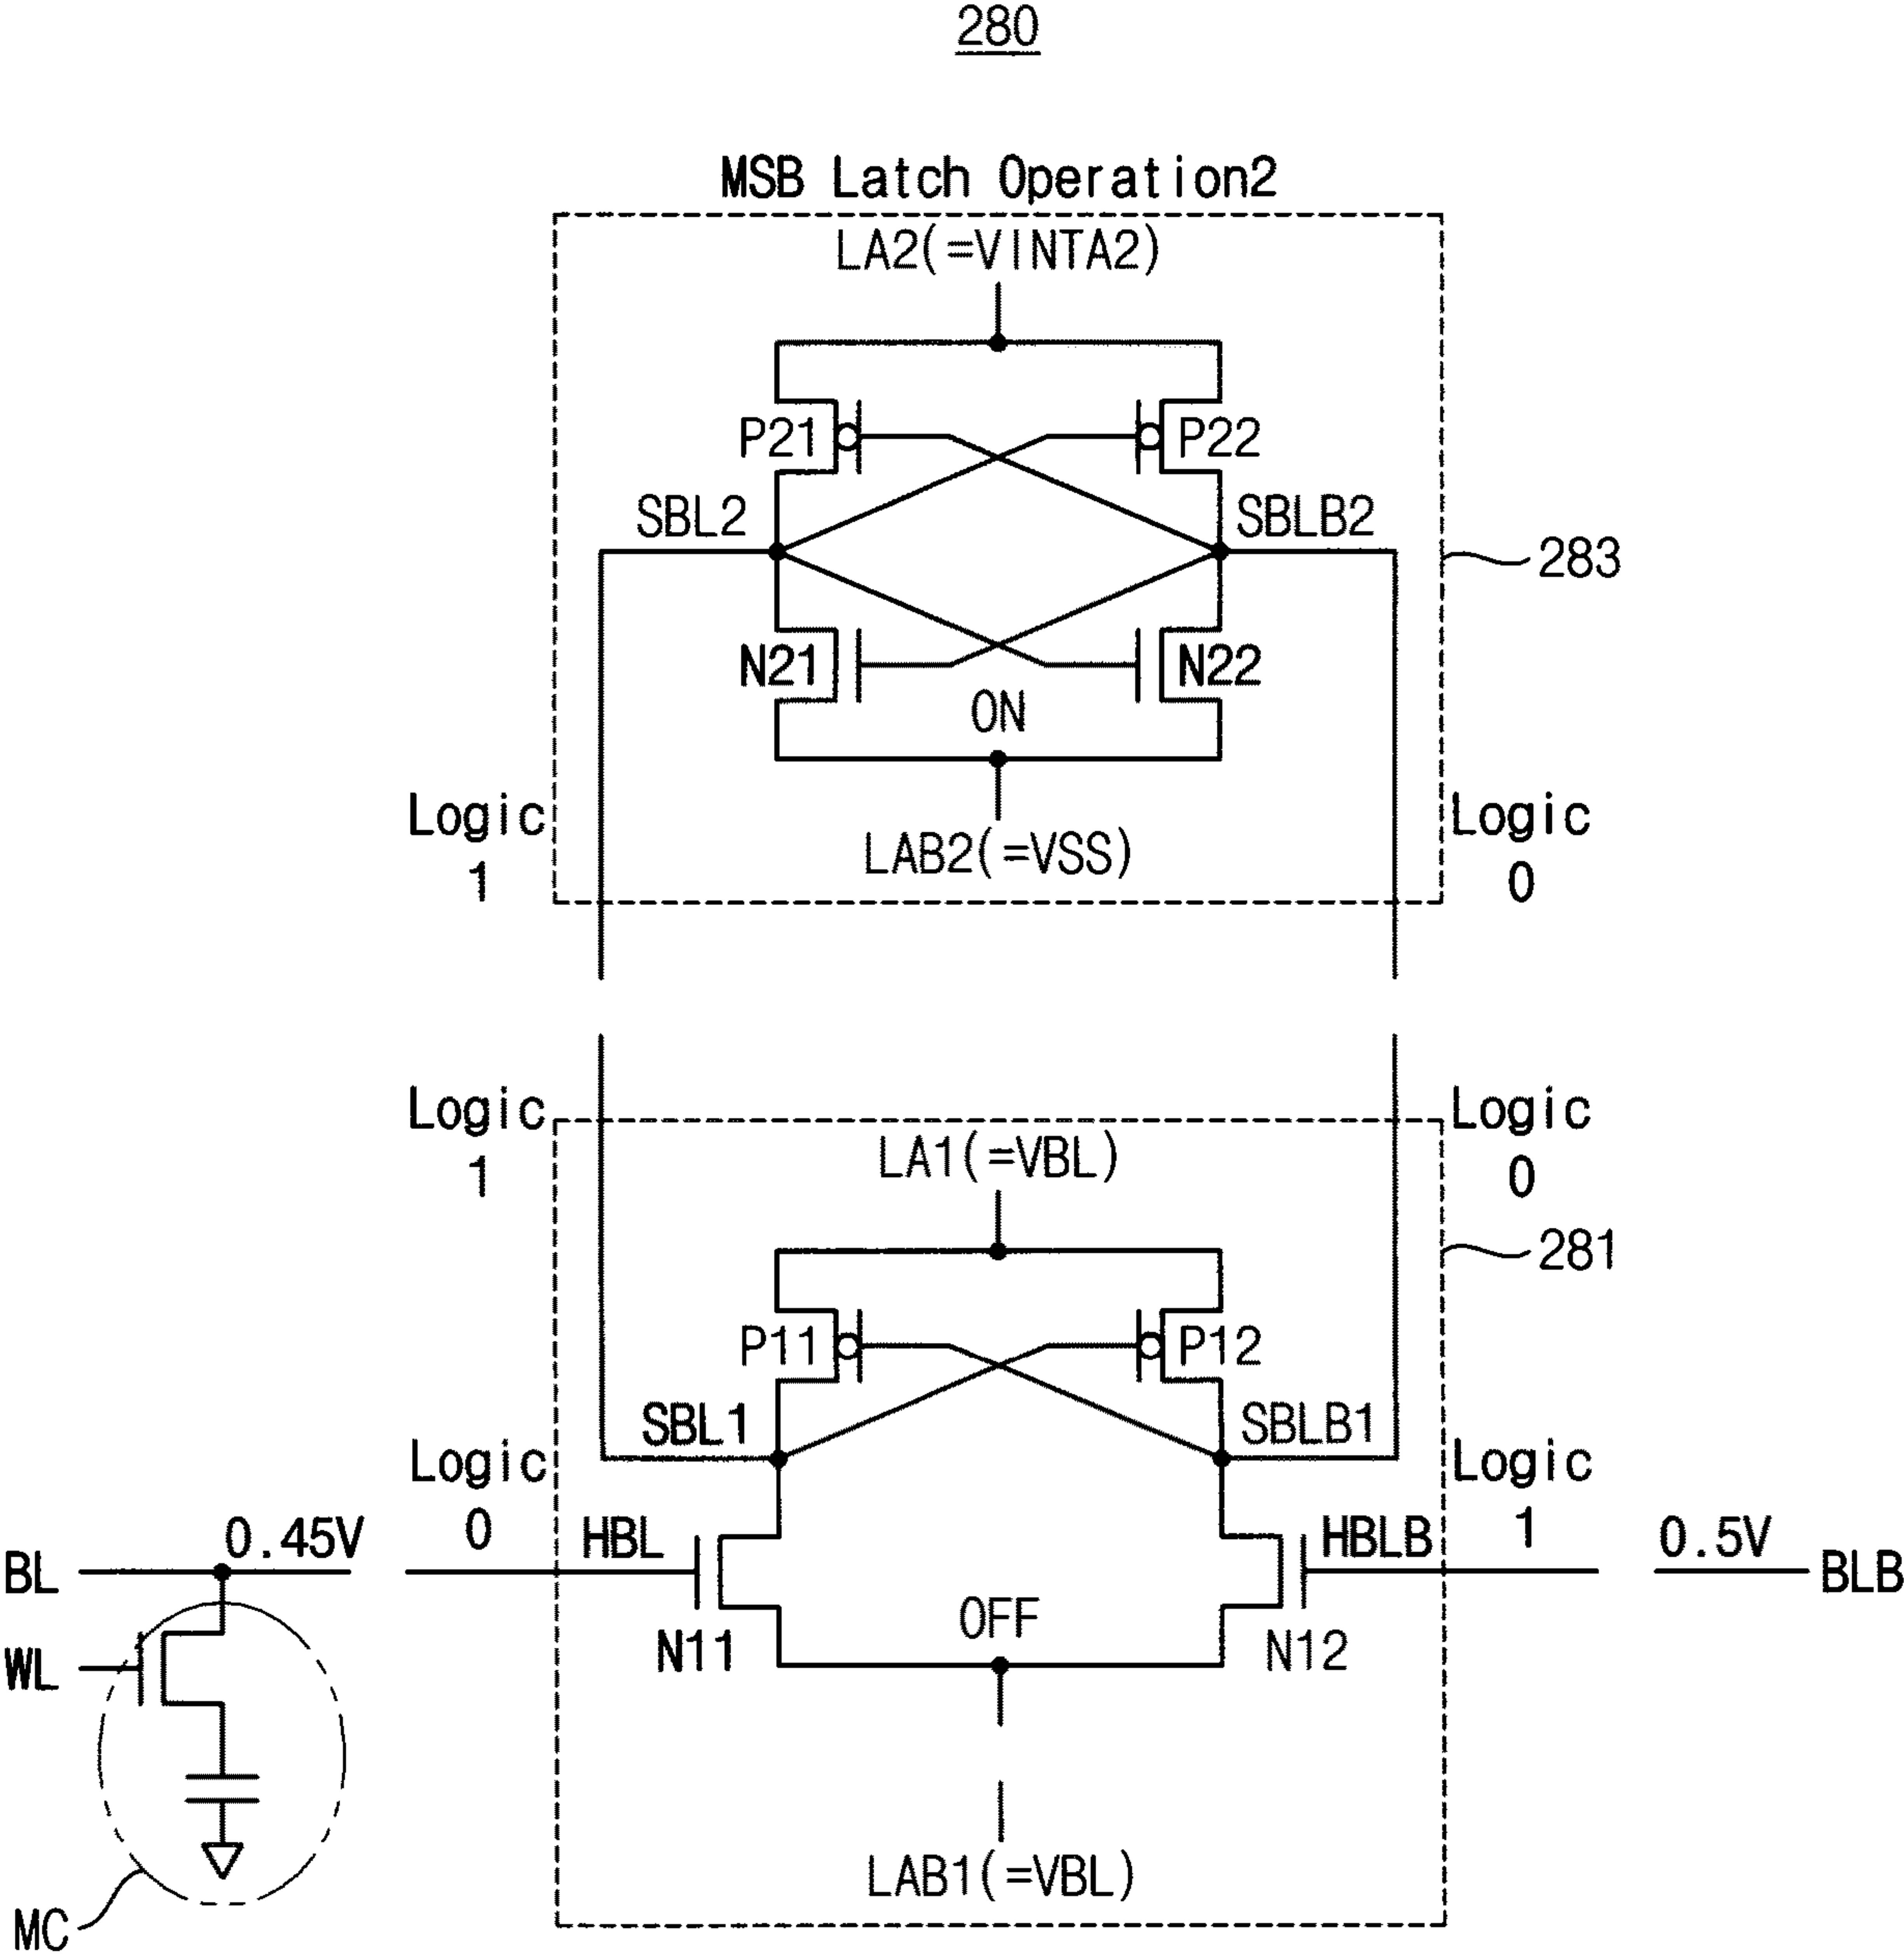 280
MSB Latch Operation2
LA2(=VINTA2)
P21
P22
SBL2
SBLB2
283
N21
N22
ON
Logic
1
Logic
0
LAB2(=VSS)
Logic
1
Logic
0
LA1(=VBL)
281
P11
P12
SBL1
SBLB1
Logic
0
Logic
1
BL
0.45V
HBL
HBLB
0.5V
BLB
WL
N11
OFF
N12
LAB1(=VBL)
MC